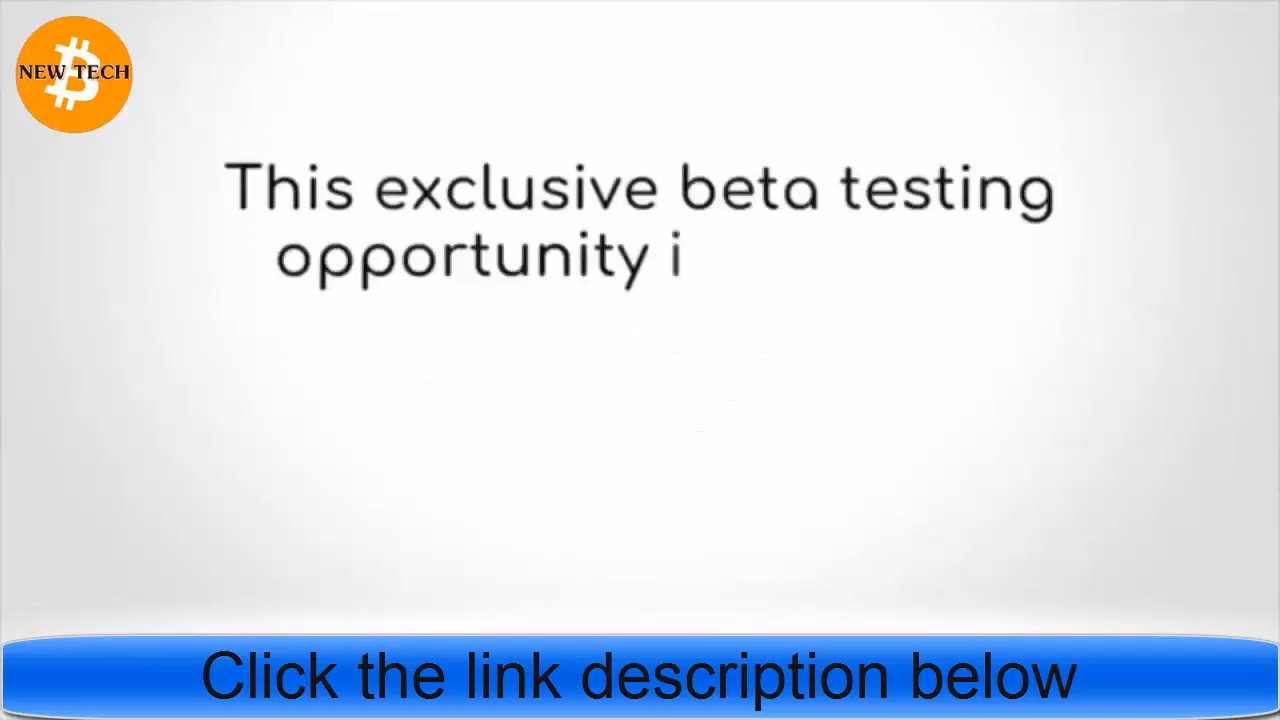 NEW TECH
This exclusive beta testing
opportunity i
Click the link description below